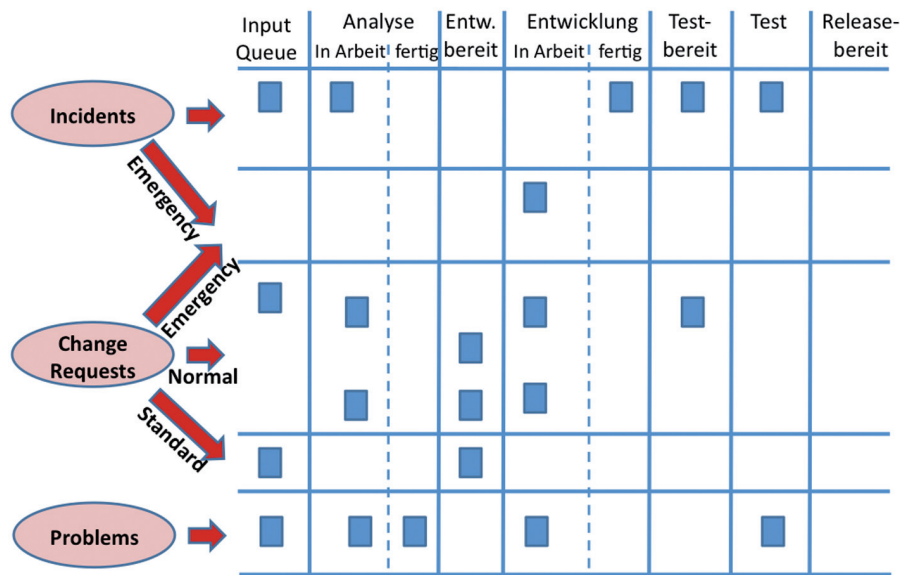 Input
Queue
Analyse
In Arbeit
fertig
Entw.
bereit
Entwicklung
In Arbeit
fertig
Test-
bereit
Test
Release-
bereit
Incidents
Emergency
Emergency
Change
Requests
Normal
Standard
Problems